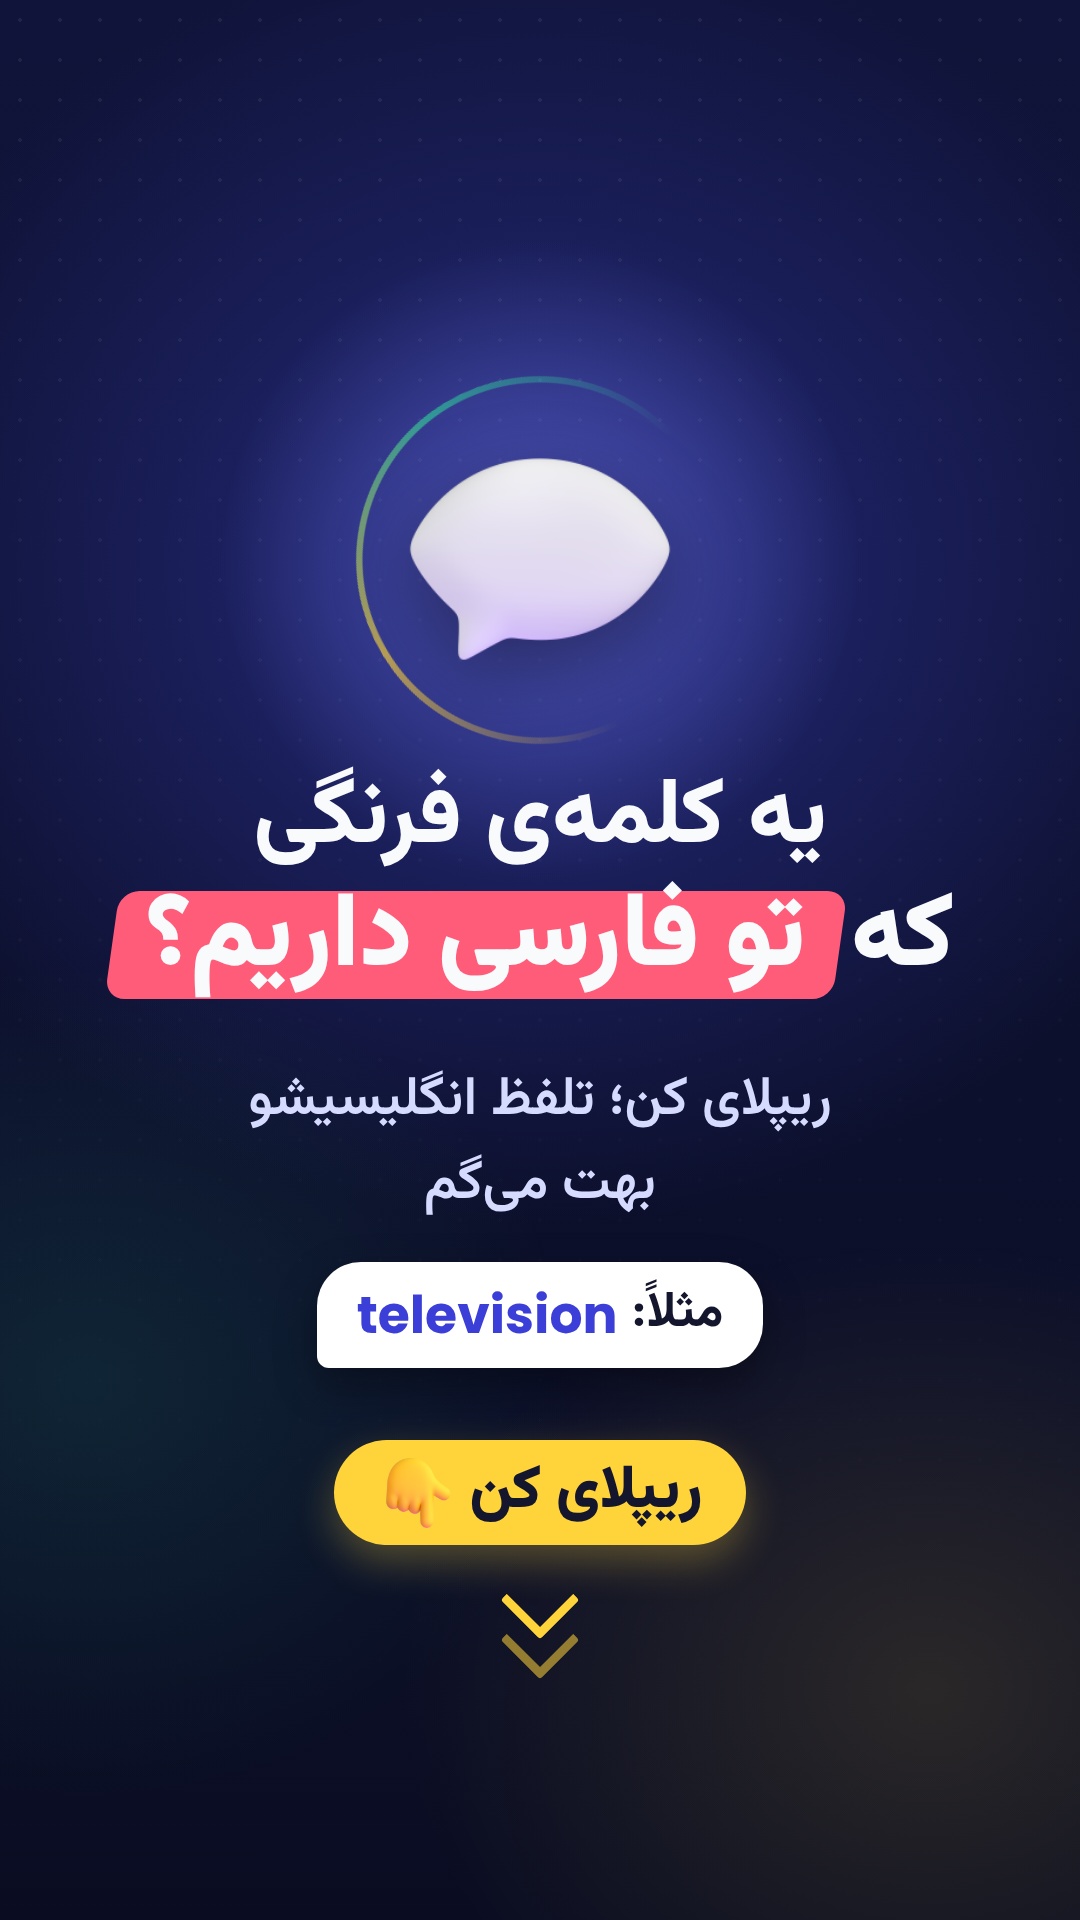 یه کلمه‌ی فرنگی
که تو فارسی داریم؟
ریپلای کن؛ تلفظ انگلیسیشو
بهت می‌گم
مثلاً: television
ریپلای کن 👇